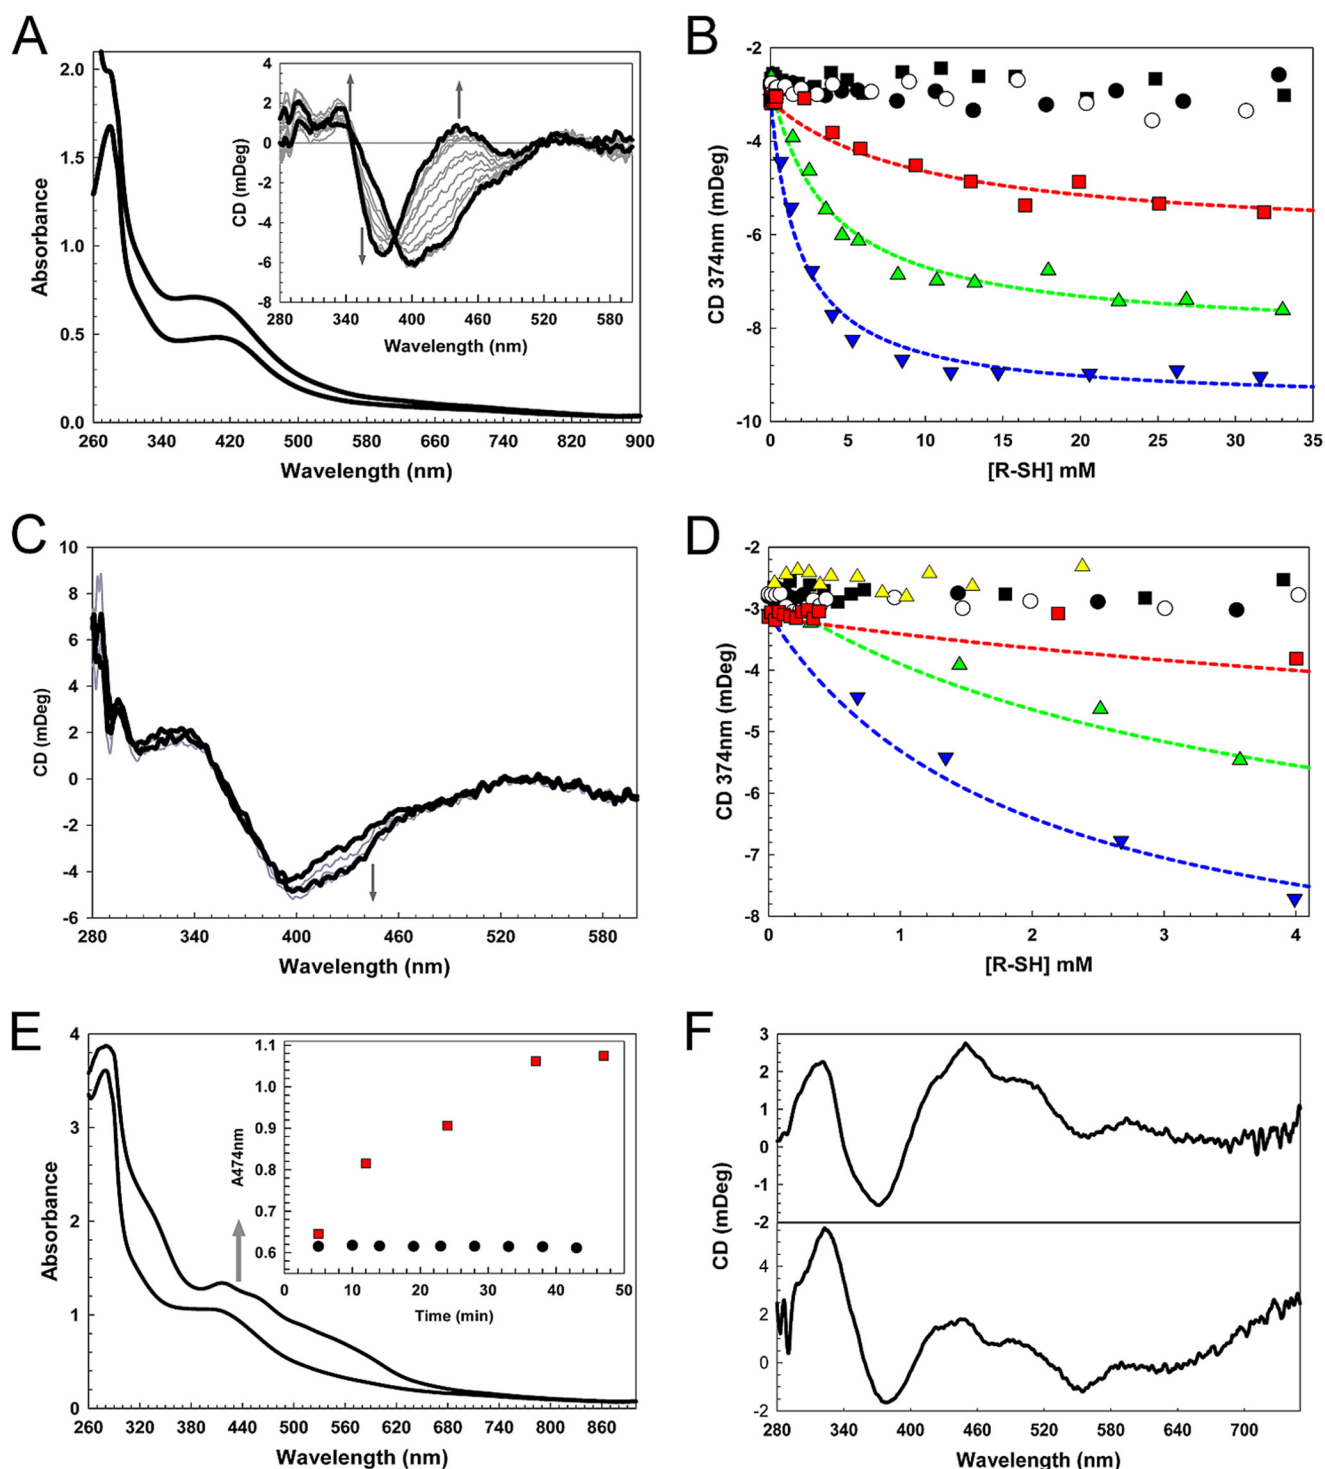 A
Absorbance
2.0
1.5
1.0
0.5
0.0
260 340 420 500 580 660 740 820 900
Wavelength (nm)
CD (mDeg)
4
2
0
-2
-4
-6
-8
280 340 400 460 520 580
Wavelength (nm)
B
CD 374nm (mDeg)
-2
-4
-6
-8
-10
0 5 10 15 20 25 30 35
[R-SH] mM
C
CD (mDeg)
10
8
6
4
2
0
-2
-4
-6
280 340 400 460 520 580
Wavelength (nm)
D
CD 374nm (mDeg)
-2
-3
-4
-5
-6
-7
-8
0 1 2 3 4
[R-SH] mM
E
Absorbance
4
3
2
1
0
260 320 380 440 500 560 620 680 740 800 860
Wavelength (nm)
A474nm
1.1
1.0
0.9
0.8
0.7
0.6
0 10 20 30 40 50
Time (min)
F
CD (mDeg)
3
2
1
0
-1
-2
4
2
0
-2
280 340 400 460 520 580 640 700
Wavelength (nm)